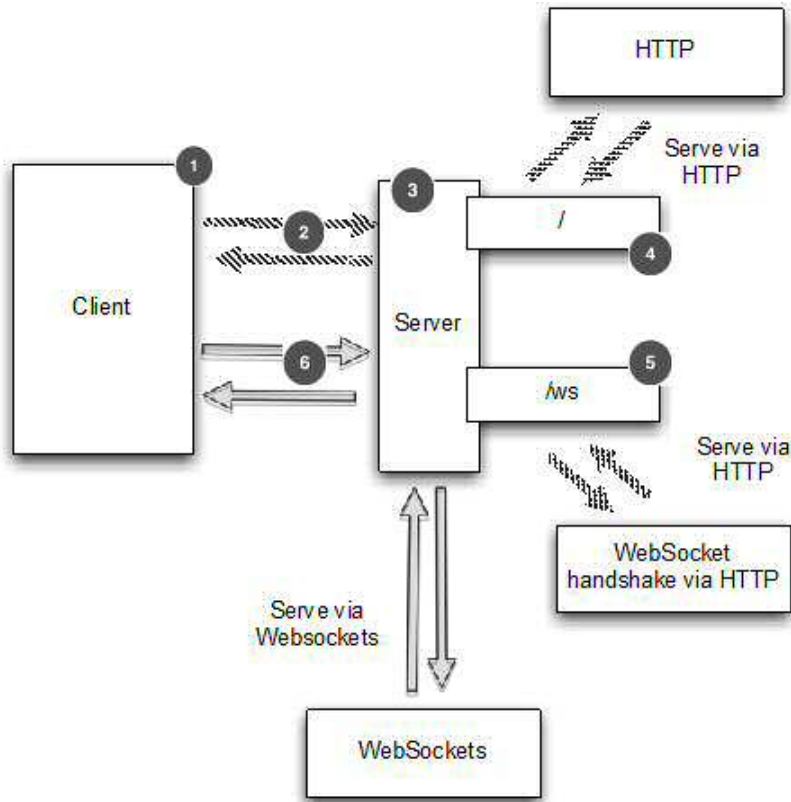 HTTP
Serve via
HTTP
1
3
2
/
4
Client
Server
6
5
/ws
Serve via
HTTP
WebSocket
handshake via HTTP
Serve via
Websockets
WebSockets